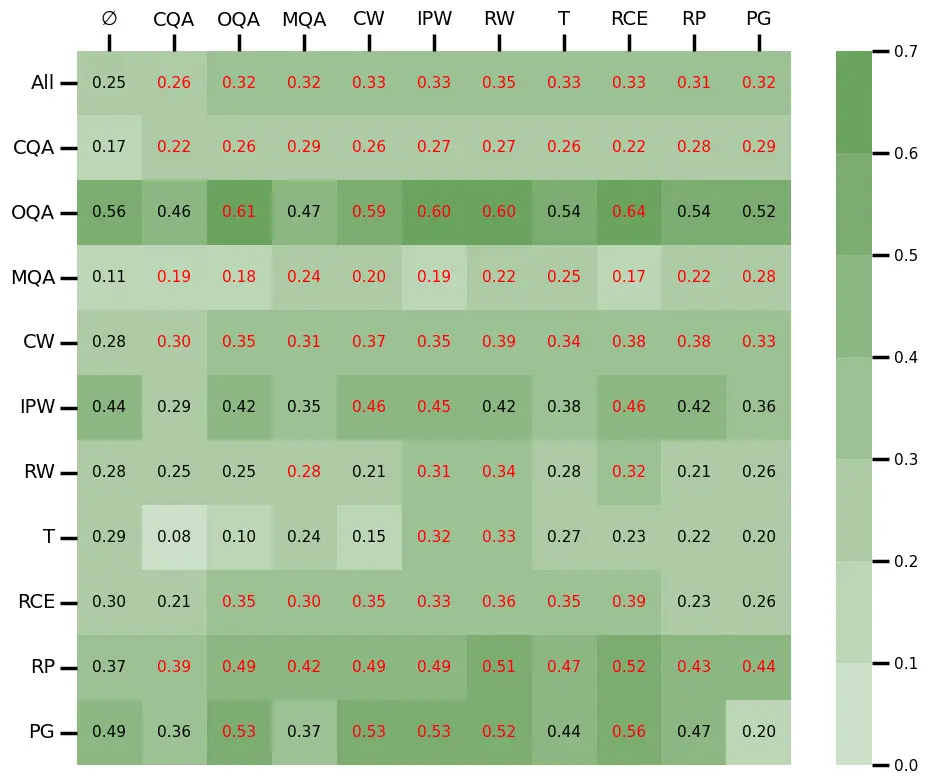 ∅ CQA OQA MQA CW IPW RW T RCE RP PG
All 0.25 0.26 0.32 0.32 0.33 0.33 0.35 0.33 0.33 0.31 0.32
CQA 0.17 0.22 0.26 0.29 0.26 0.27 0.27 0.26 0.22 0.28 0.29
OQA 0.56 0.46 0.61 0.47 0.59 0.60 0.60 0.54 0.64 0.54 0.52
MQA 0.11 0.19 0.18 0.24 0.20 0.19 0.22 0.25 0.17 0.22 0.28
CW 0.28 0.30 0.35 0.31 0.37 0.35 0.39 0.34 0.38 0.38 0.33
IPW 0.44 0.29 0.42 0.35 0.46 0.45 0.42 0.38 0.46 0.42 0.36
RW 0.28 0.25 0.25 0.28 0.21 0.31 0.34 0.28 0.32 0.21 0.26
T 0.29 0.08 0.10 0.24 0.15 0.32 0.33 0.27 0.23 0.22 0.20
RCE 0.30 0.21 0.35 0.30 0.35 0.33 0.36 0.35 0.39 0.23 0.26
RP 0.37 0.39 0.49 0.42 0.49 0.49 0.51 0.47 0.52 0.43 0.44
PG 0.49 0.36 0.53 0.37 0.53 0.53 0.52 0.44 0.56 0.47 0.20
0.7
0.6
0.5
0.4
0.3
0.2
0.1
0.0